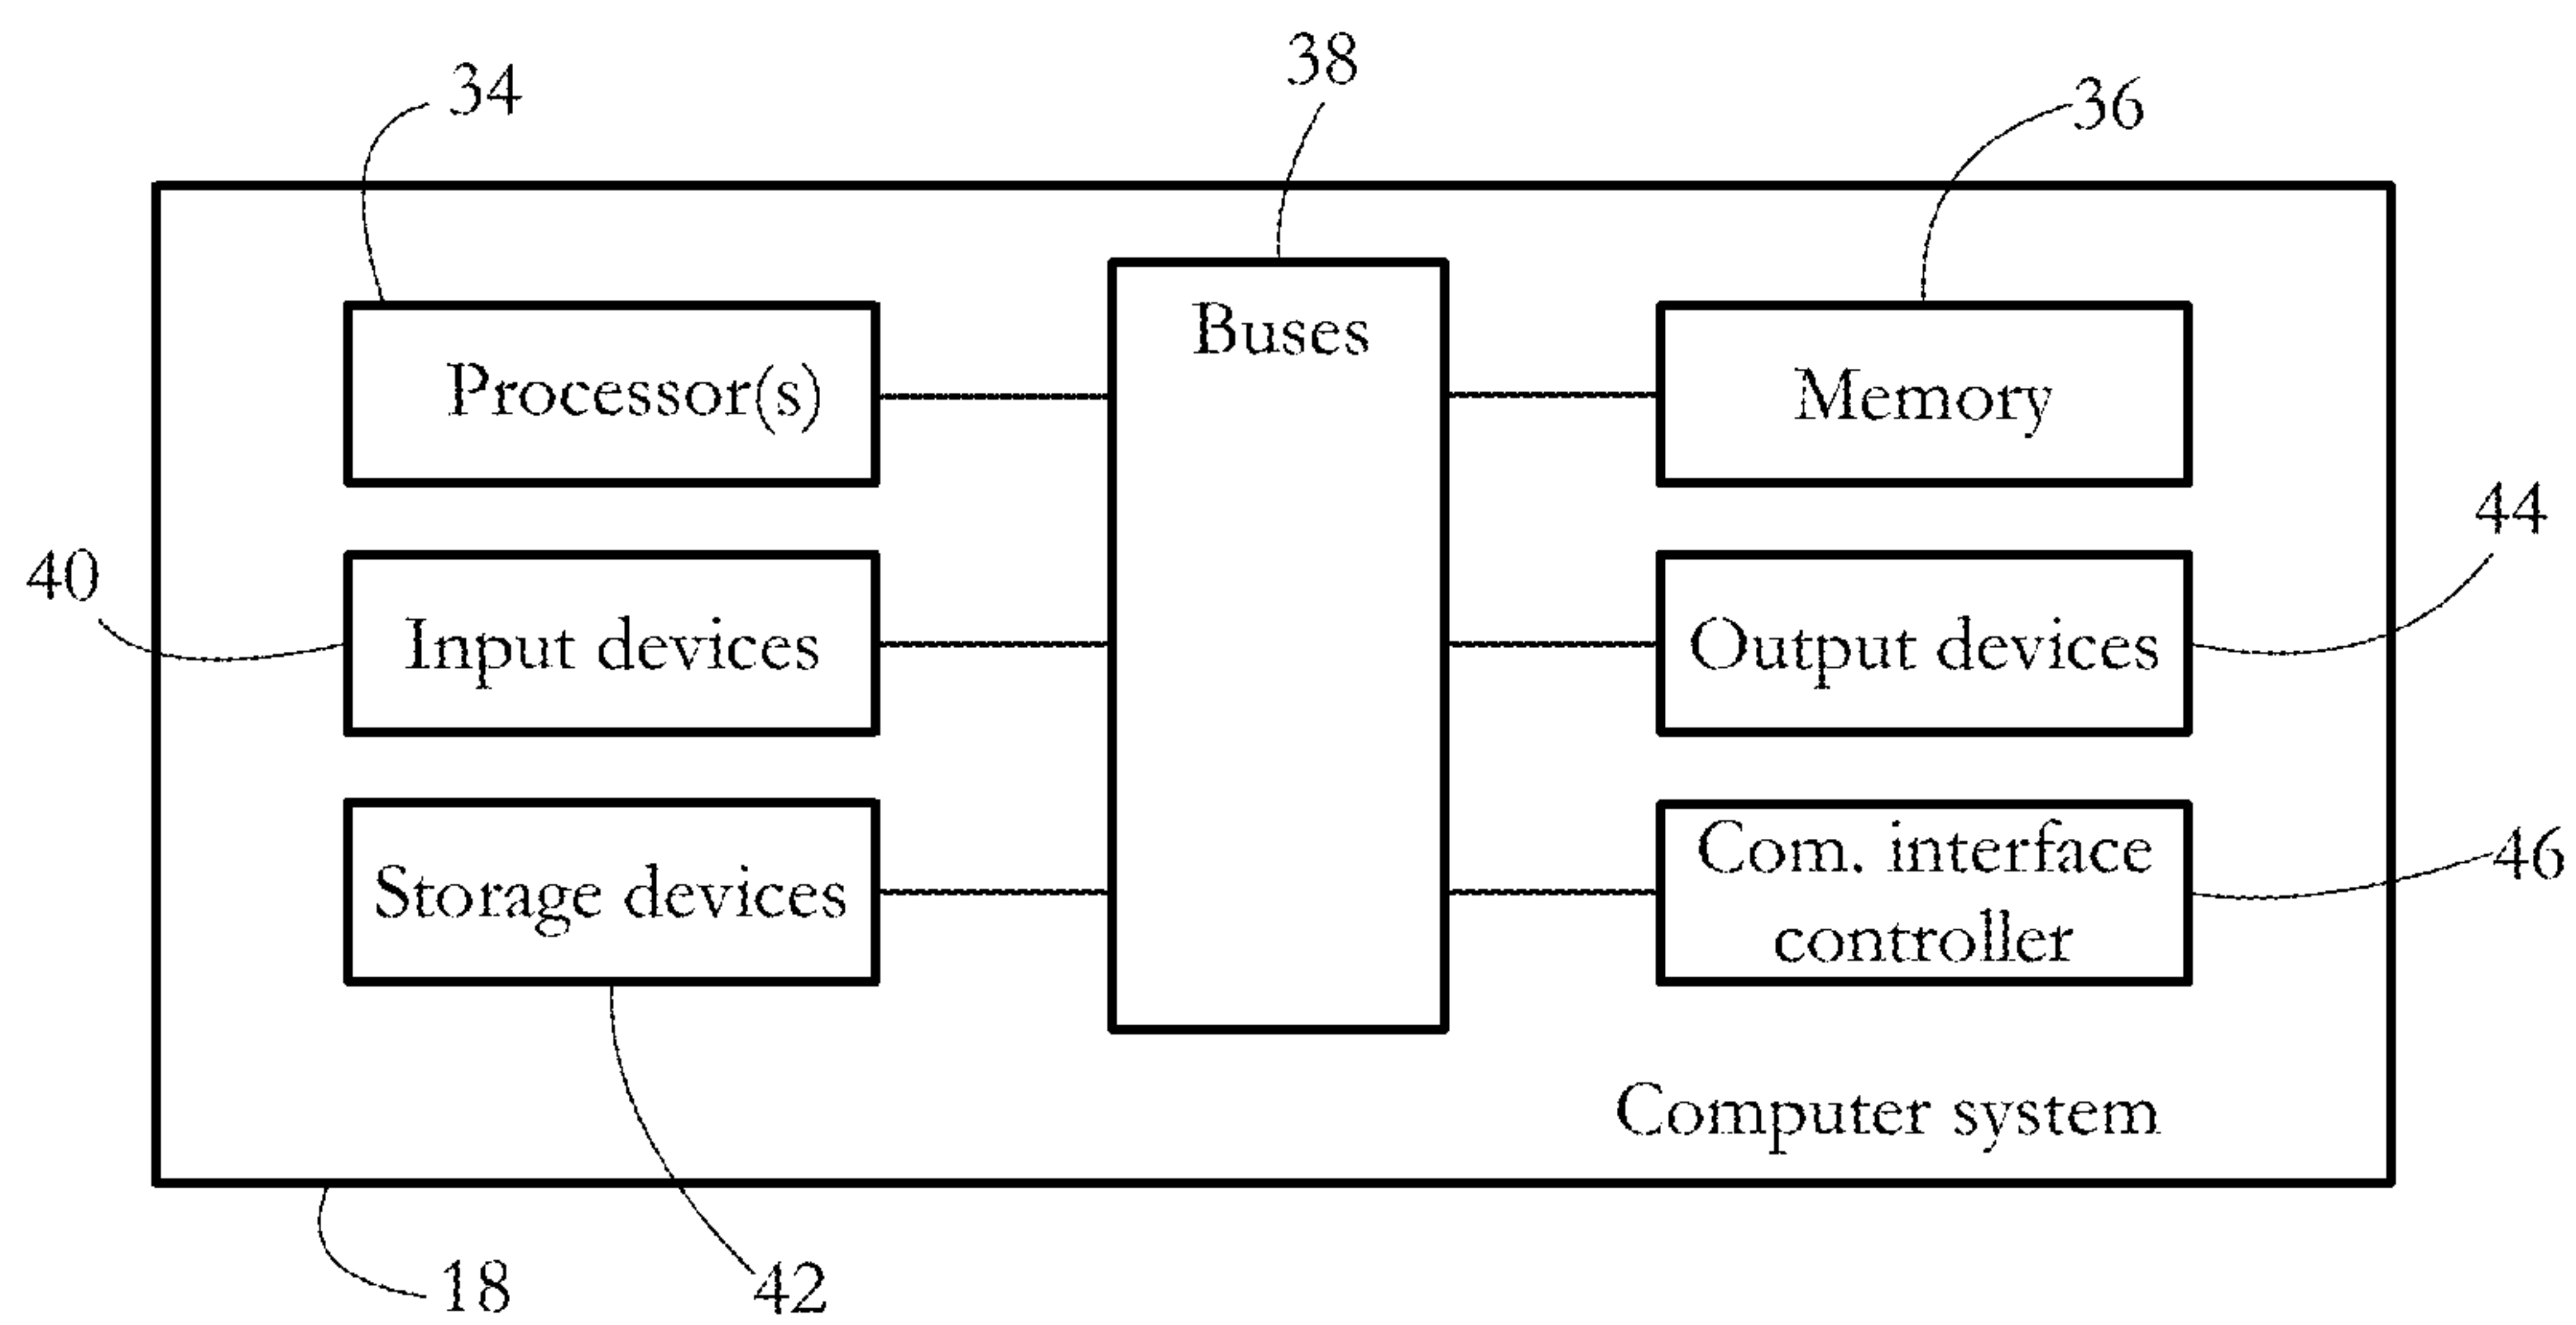 38
34
36
Buses
Processor(s)
Memory
44
40
Input devices
Output devices
Com. interface
controller
46
Storage devices
Computer system
18
42